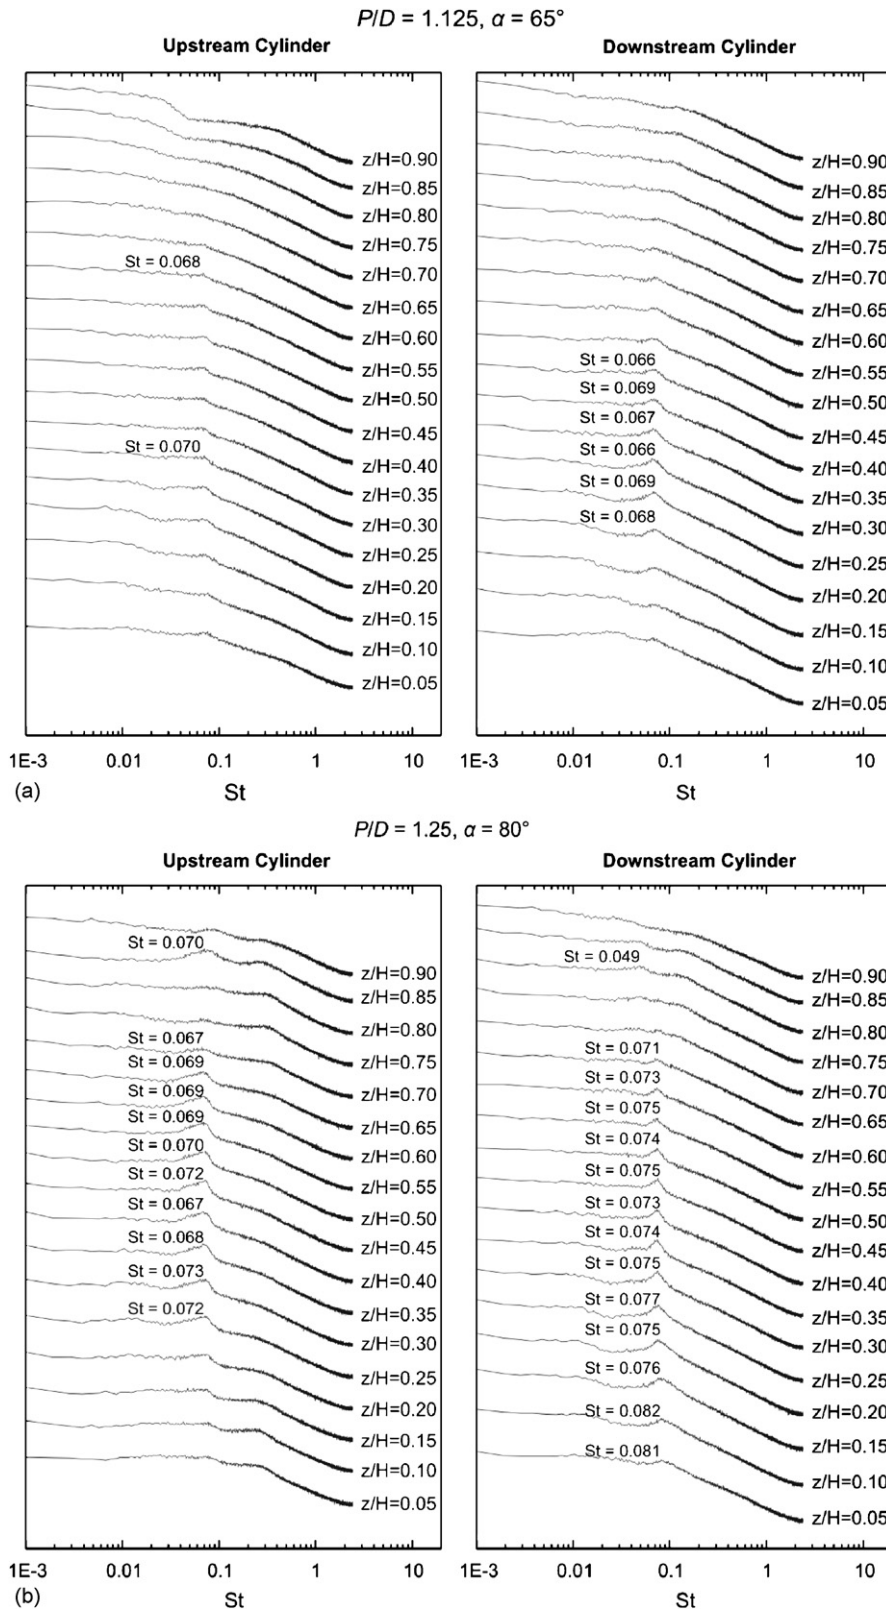 P/D = 1.125, α = 65°
Upstream Cylinder
z/H=0.90
z/H=0.85
z/H=0.80
z/H=0.75
z/H=0.70
St = 0.068
z/H=0.65
z/H=0.60
z/H=0.55
z/H=0.50
z/H=0.45
z/H=0.40
St = 0.070
z/H=0.35
z/H=0.30
z/H=0.25
z/H=0.20
z/H=0.15
z/H=0.10
z/H=0.05
1E-3 0.01 0.1 1 10
(a) St
Downstream Cylinder
z/H=0.90
z/H=0.85
z/H=0.80
z/H=0.75
z/H=0.70
z/H=0.65
z/H=0.60
St = 0.066
z/H=0.55
St = 0.069
z/H=0.50
St = 0.067
z/H=0.45
St = 0.066
z/H=0.40
St = 0.069
z/H=0.35
St = 0.068
z/H=0.30
z/H=0.25
z/H=0.20
z/H=0.15
z/H=0.10
z/H=0.05
1E-3 0.01 0.1 1 10
St
P/D = 1.25, α = 80°
Upstream Cylinder
St = 0.070
z/H=0.90
z/H=0.85
z/H=0.80
St = 0.067
z/H=0.75
St = 0.069
z/H=0.70
St = 0.069
St = 0.069
z/H=0.65
St = 0.070
z/H=0.60
St = 0.072
z/H=0.55
St = 0.067
z/H=0.50
St = 0.068
z/H=0.45
St = 0.073
z/H=0.40
St = 0.072
z/H=0.35
z/H=0.30
z/H=0.25
z/H=0.20
z/H=0.15
z/H=0.10
z/H=0.05
1E-3 0.01 0.1 1 10
(b) St
Downstream Cylinder
St = 0.049
z/H=0.90
z/H=0.85
z/H=0.80
St = 0.071
z/H=0.75
St = 0.073
z/H=0.70
St = 0.075
z/H=0.65
St = 0.074
z/H=0.60
St = 0.075
z/H=0.55
St = 0.073
z/H=0.50
St = 0.074
z/H=0.45
St = 0.075
z/H=0.40
St = 0.077
z/H=0.35
St = 0.075
z/H=0.30
St = 0.076
z/H=0.25
St = 0.082
z/H=0.20
St = 0.081
z/H=0.15
z/H=0.10
z/H=0.05
1E-3 0.01 0.1 1 10
St